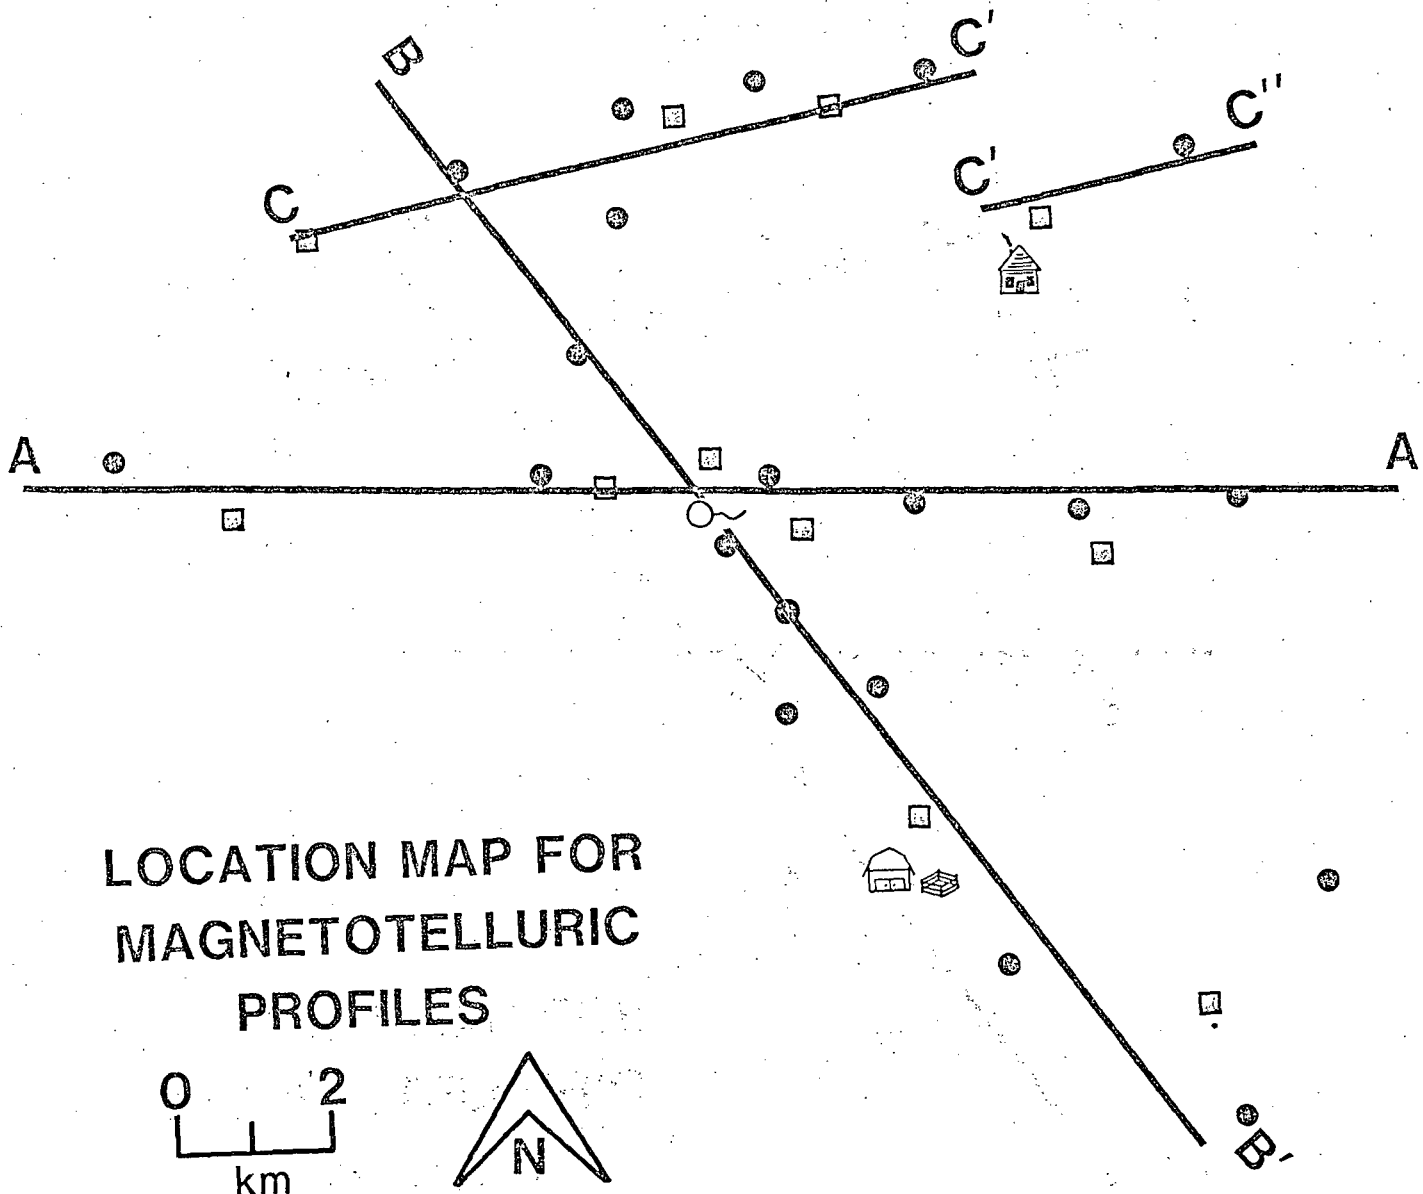 B
C'
C''
C'
C
A
A
LOCATION MAP FOR
MAGNETOTELLURIC
PROFILES
0 2
km
N
B'